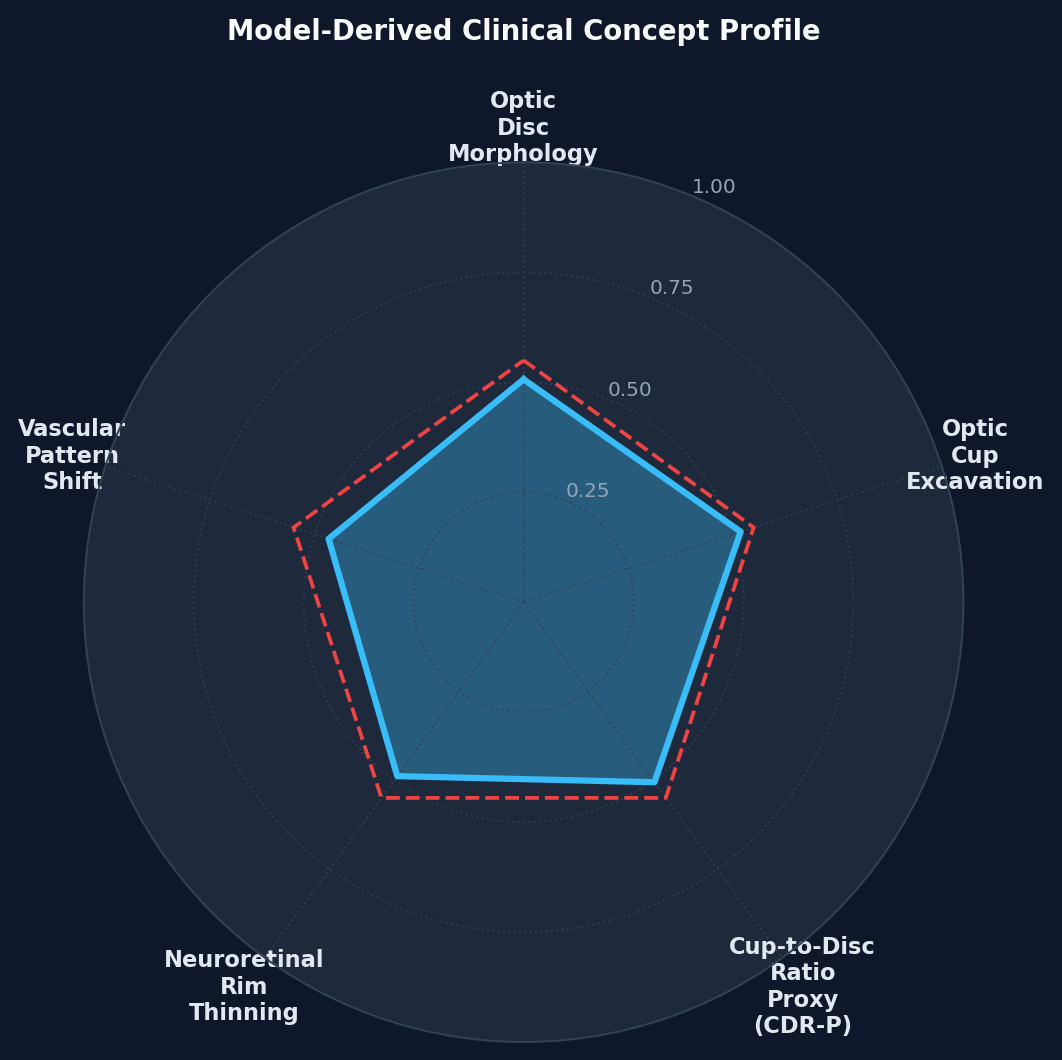 Model-Derived Clinical Concept Profile
Optic
Disc
Morphology
1.00
0.75
0.50
0.25
Vascular
Pattern
Shift
Optic
Cup
Excavation
Neuroretinal
Rim
Thinning
Cup-to-Disc
Ratio
Proxy
(CDR-P)